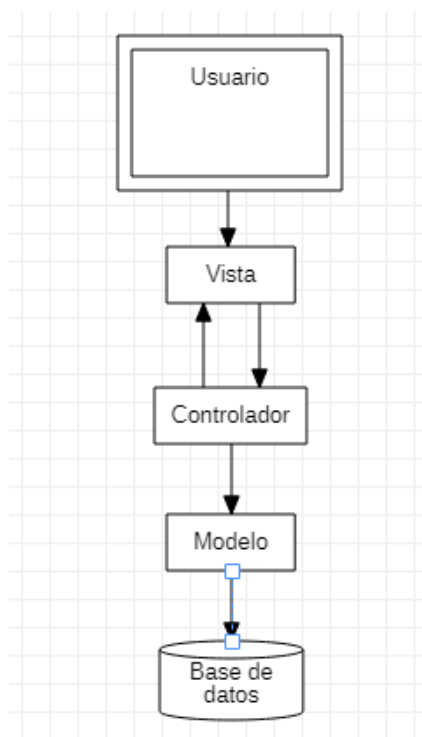 Usuario
Vista
Controlador
Modelo
Base de
datos